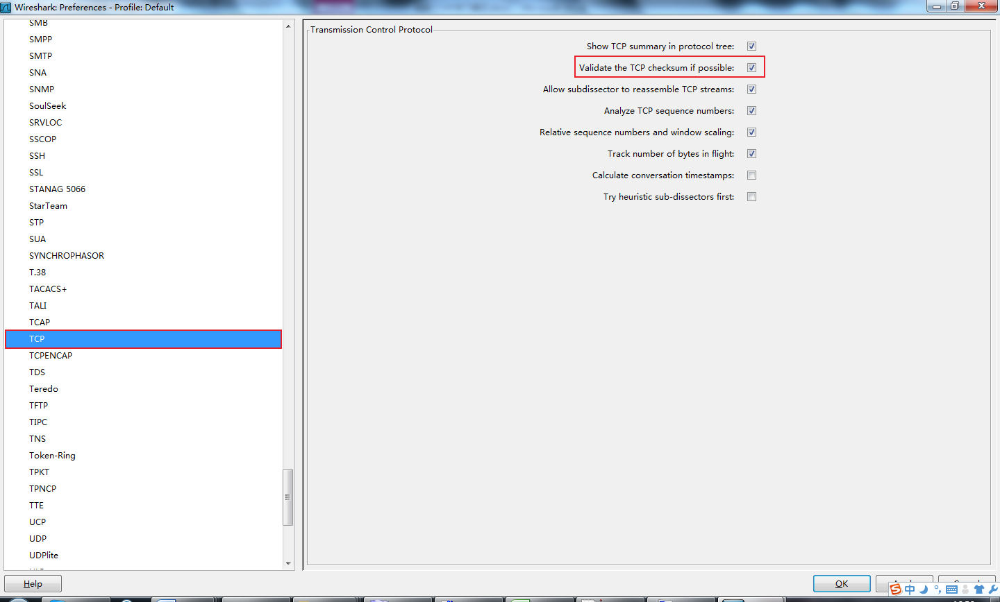 Wireshark: Preferences - Profile: Default
SMB
SMPP
SMTP
SNA
SNMP
SoulSeek
SRVLOC
SSCOP
SSH
SSL
STANAG 5066
StarTeam
STP
SUA
SYNCHROPHASOR
T.38
TACACS+
TALI
TCAP
TCP
TCPENCAP
TDS
Teredo
TFTP
TIPC
TNS
Token-Ring
TPKT
TPNCP
TTE
UCP
UDP
UDPlite
Transmission Control Protocol
Show TCP summary in protocol tree:
Validate the TCP checksum if possible:
Allow subdissector to reassemble TCP streams:
Analyze TCP sequence numbers:
Relative sequence numbers and window scaling:
Track number of bytes in flight:
Calculate conversation timestamps:
Try heuristic sub-dissectors first:
Help
OK
中